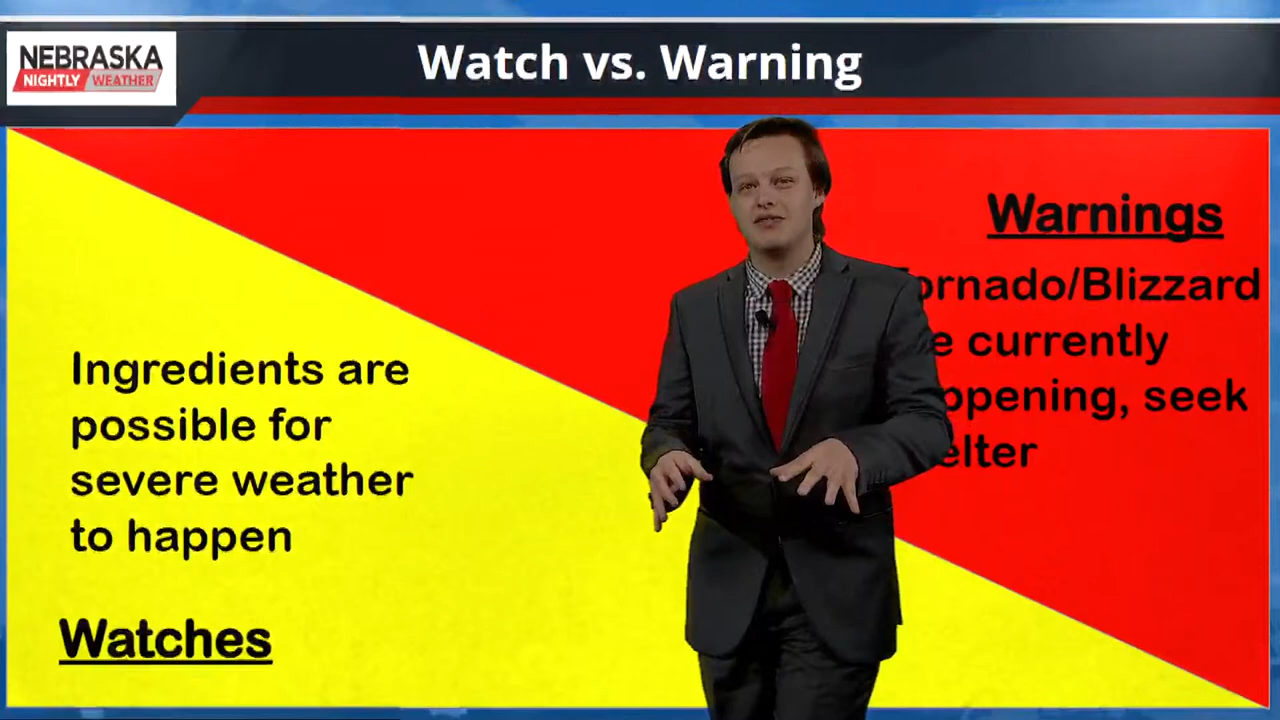 NEBRASKA
NIGHTLY WEATHER
Watch vs. Warning
Warnings
Tornado/Blizzard
currently
seek
Ingredients are
possible for
severe weather
to happen
Watches